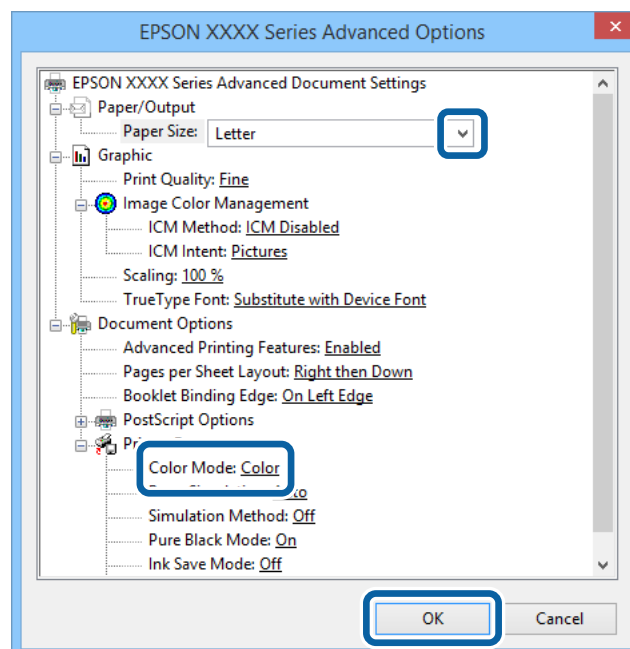 EPSON XXXX Series Advanced Options
EPSON XXXX Series Advanced Document Settings
Paper/Output
Paper Size: Letter
Graphic
Print Quality: Fine
Image Color Management
ICM Method: ICM Disabled
ICM Intent: Pictures
Scaling: 100 %
TrueType Font: Substitute with Device Font
Document Options
Advanced Printing Features: Enabled
Pages per Sheet Layout: Right then Down
Booklet Binding Edge: On Left Edge
PostScript Options
Color Mode: Color
Simulation Method: Off
Pure Black Mode: On
Ink Save Mode: Off
OK Cancel